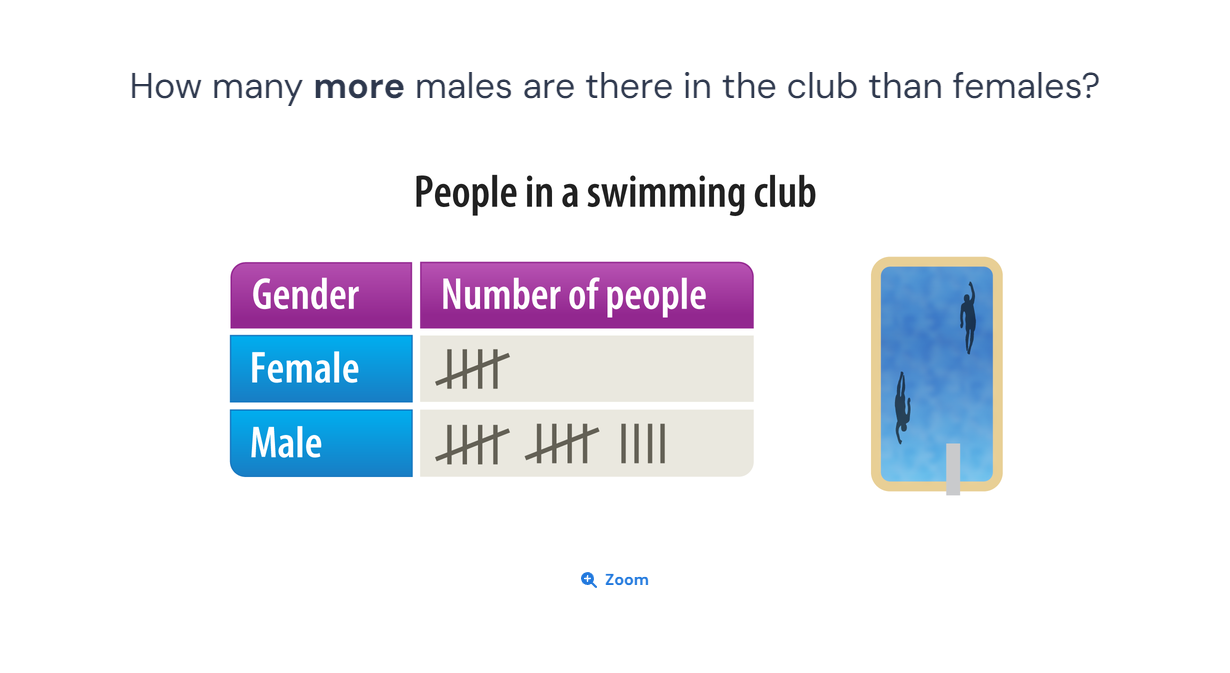 How many more males are there in the club than females?
People in a swimming club
Gender Number of people
Female
Male
Zoom